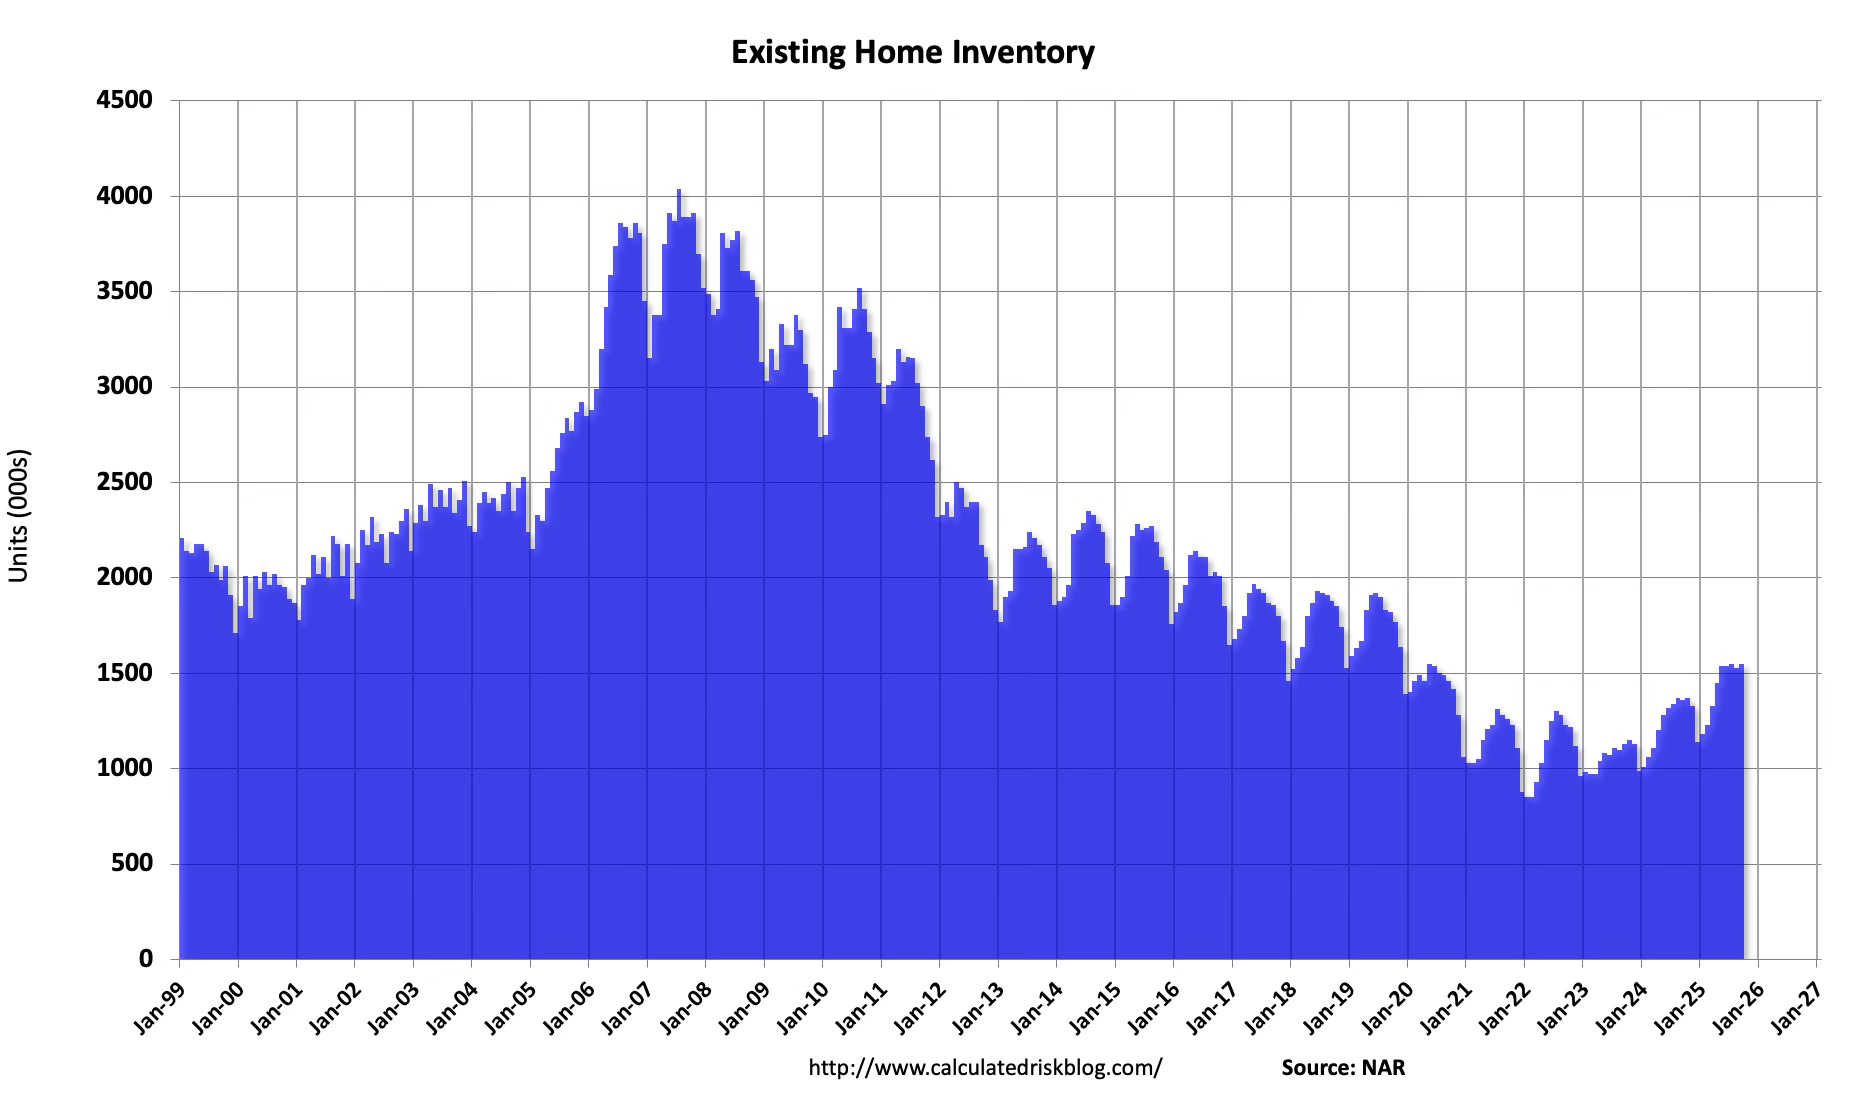 Existing Home Inventory
4500
4000
3500
3000
2500
2000
1500
1000
500
0
Units (000s)
Jan-99
Jan-00
Jan-01
Jan-02
Jan-03
Jan-04
Jan-05
Jan-06
Jan-07
Jan-08
Jan-09
Jan-10
Jan-11
Jan-12
Jan-13
Jan-14
Jan-15
Jan-16
Jan-17
Jan-18
Jan-19
Jan-20
Jan-21
Jan-22
Jan-23
Jan-24
Jan-25
Jan-26
Jan-27
http://www.calculatedriskblog.com/ Source: NAR